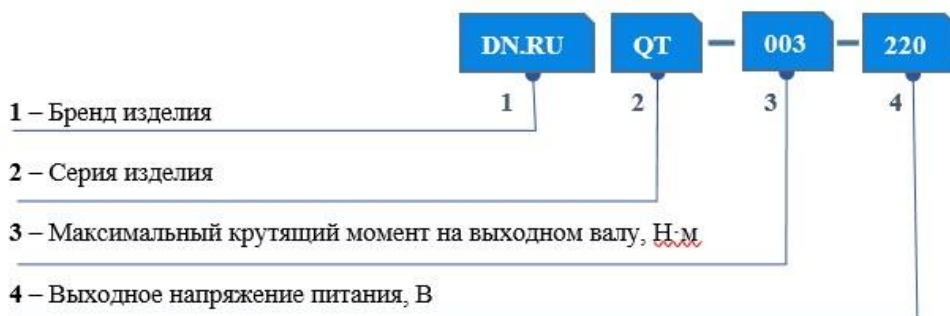 DN.RU QT – 003 – 220
1 2 3 4
1 – Бренд изделия
2 – Серия изделия
3 – Максимальный крутящий момент на выходном валу, Н·м
4 – Выходное напряжение питания, В